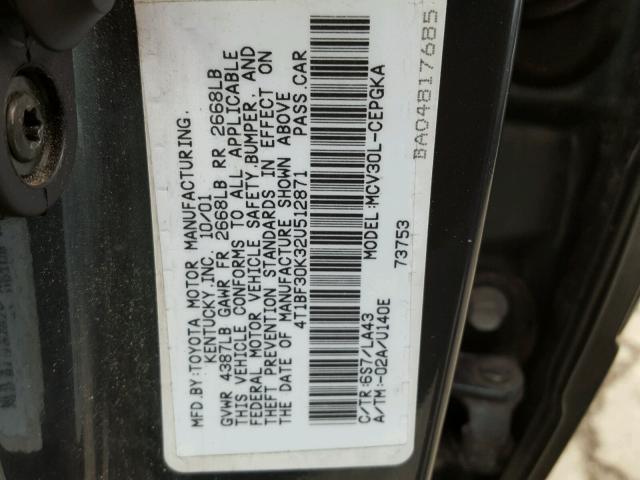 MFD.BY:TOYOTA MOTOR MANUFACTURING.
KENTUCKY,INC. 10/01
GVWR 4387LB GAWR FR 2668LB RR 2668LB
THIS VEHICLE CONFORMS TO ALL APPLICABLE
FEDERAL MOTOR VEHICLE SAFETY,BUMPER, AND
THEFT PREVENTION STANDARDS IN EFFECT ON
THE DATE OF MANUFACTURE SHOWN ABOVE
4T1BF30K32U512871 PASS.CAR
MODEL:MCV30L-CEPGKA
73753
C/TR:6S7/LA43
A/TM:-02A/U140E
BA04B17685